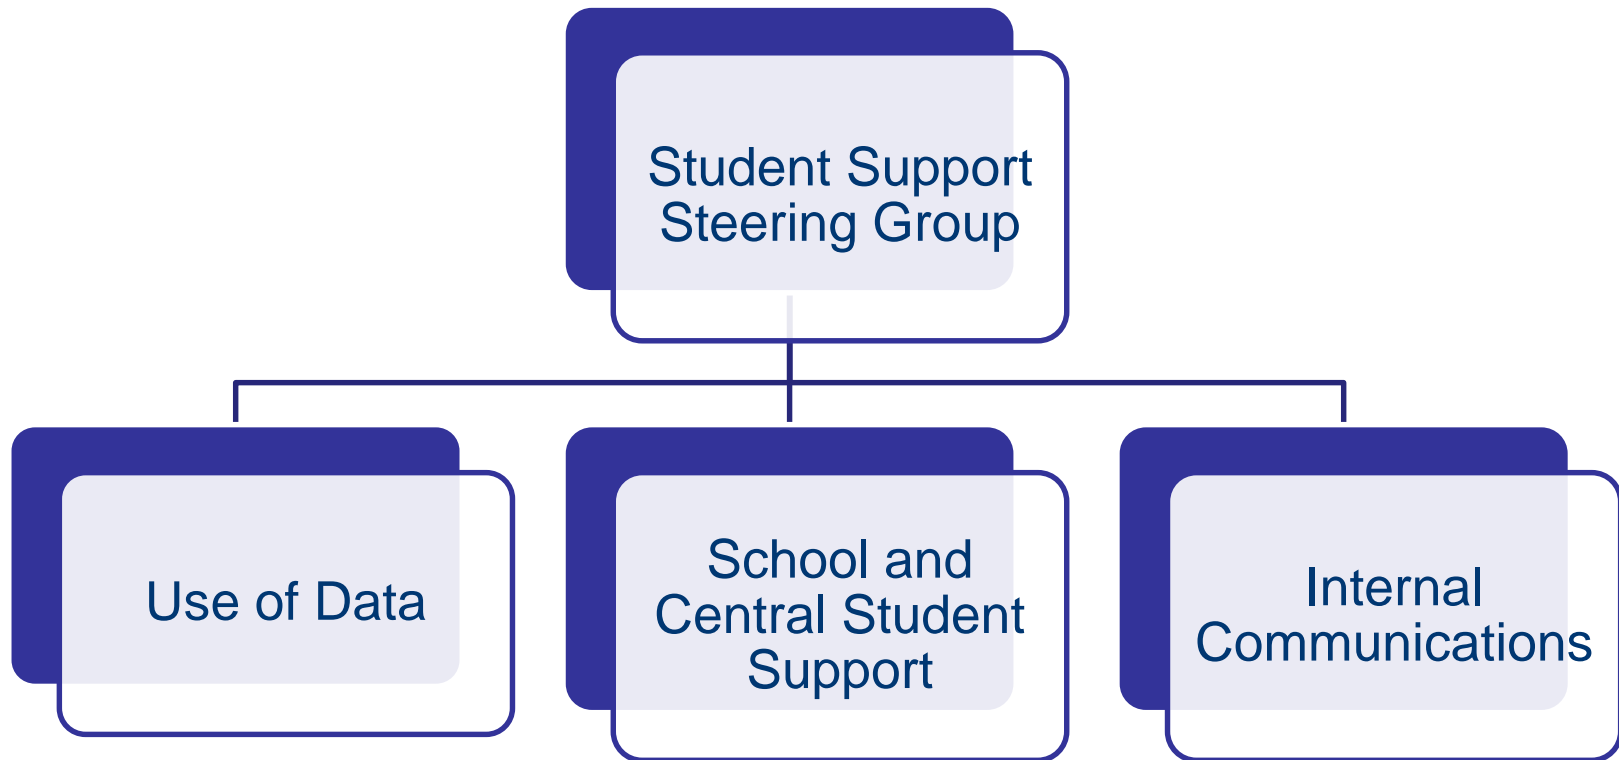 Student Support
Steering Group
Use of Data
School and
Central Student
Support
Internal
Communications